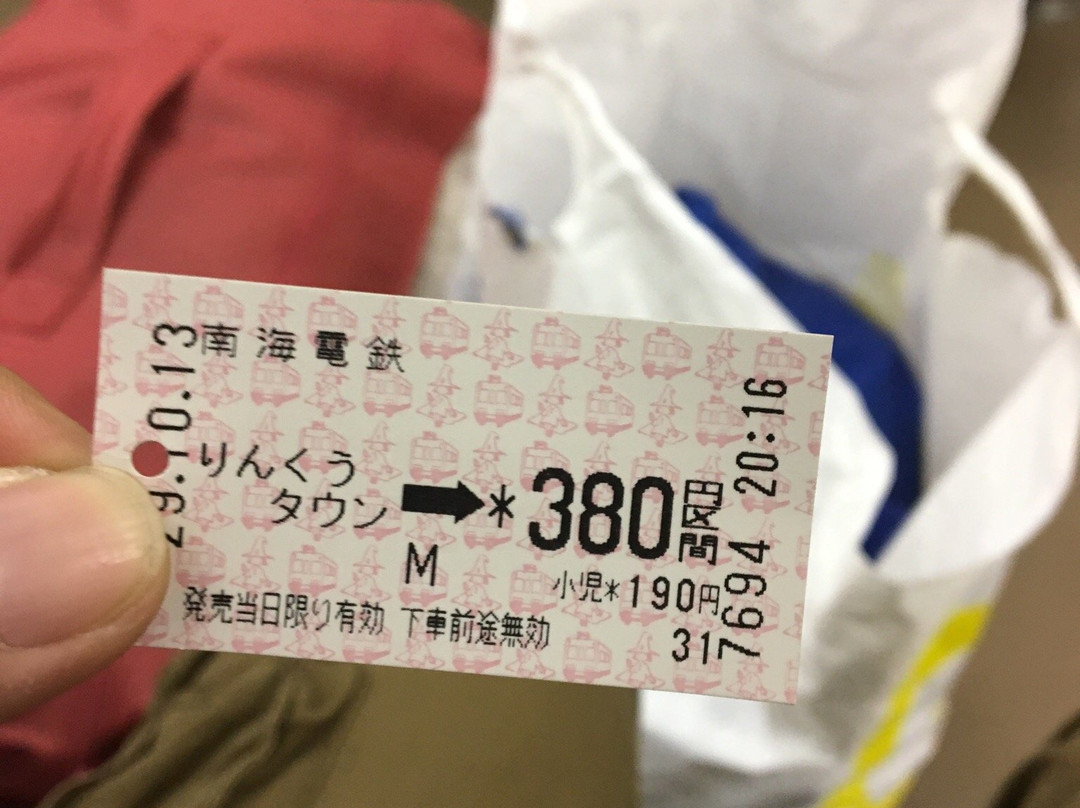 29.10.13
南海電鉄
りんくう
タウン
➡*380円区間
M
小児*190円
発売当日限り有効 下車前途無効
317
7694 20:16